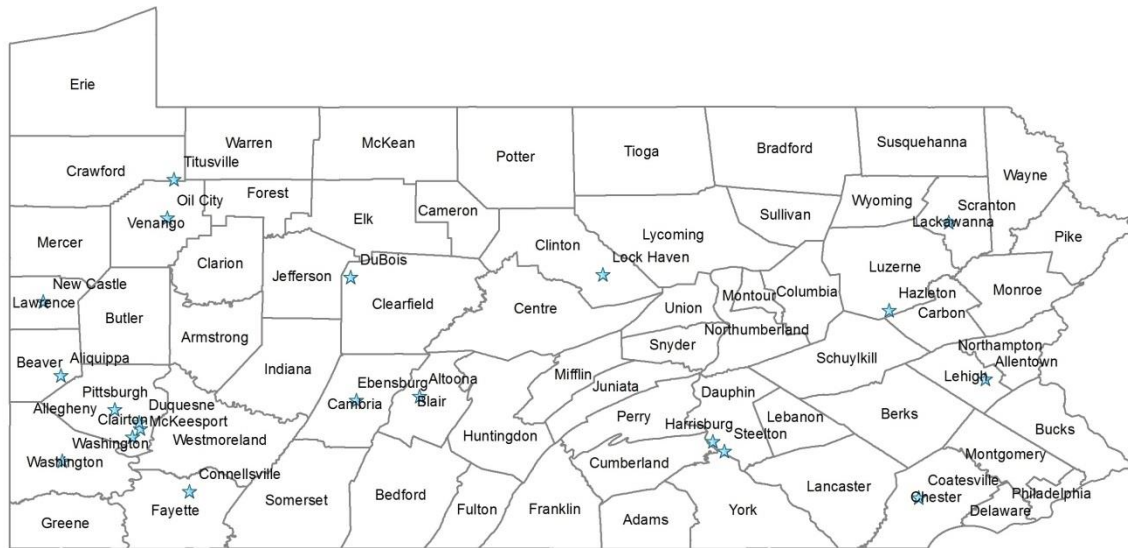 Erie
Warren
McKean
Potter
Tioga
Bradford
Susquehanna
Wayne
Crawford
Titusville
Forest
Elk
Cameron
Sullivan
Wyoming
Scranton
Lackawanna
Pike
Oil City
Venango
Mercer
Clarion
Jefferson
DuBois
Clinton
Lock Haven
Lycoming
Luzerne
Hazleton
Monroe
New Castle
Lawrence
Butler
Clearfield
Centre
Union
Montour
Columbia
Carbon
Armstrong
Northumberland
Snyder
Northampton
Allentown
Lehigh
Beaver
Aliquippa
Indiana
Schuylkill
Pittsburgh
Allegheny
Duquesne
Clairton
McKeesport
Ebensburg
Cambria
Altoona
Blair
Mifflin
Juniata
Dauphin
Perry
Lebanon
Berks
Bucks
Washington
Westmoreland
Huntingdon
Harrisburg
Steelton
Cumberland
Montgomery
Washington
Connellsville
Fayette
Somerset
Bedford
Fulton
Franklin
Adams
York
Lancaster
Coatesville
Chester
Philadelphia
Delaware
Greene